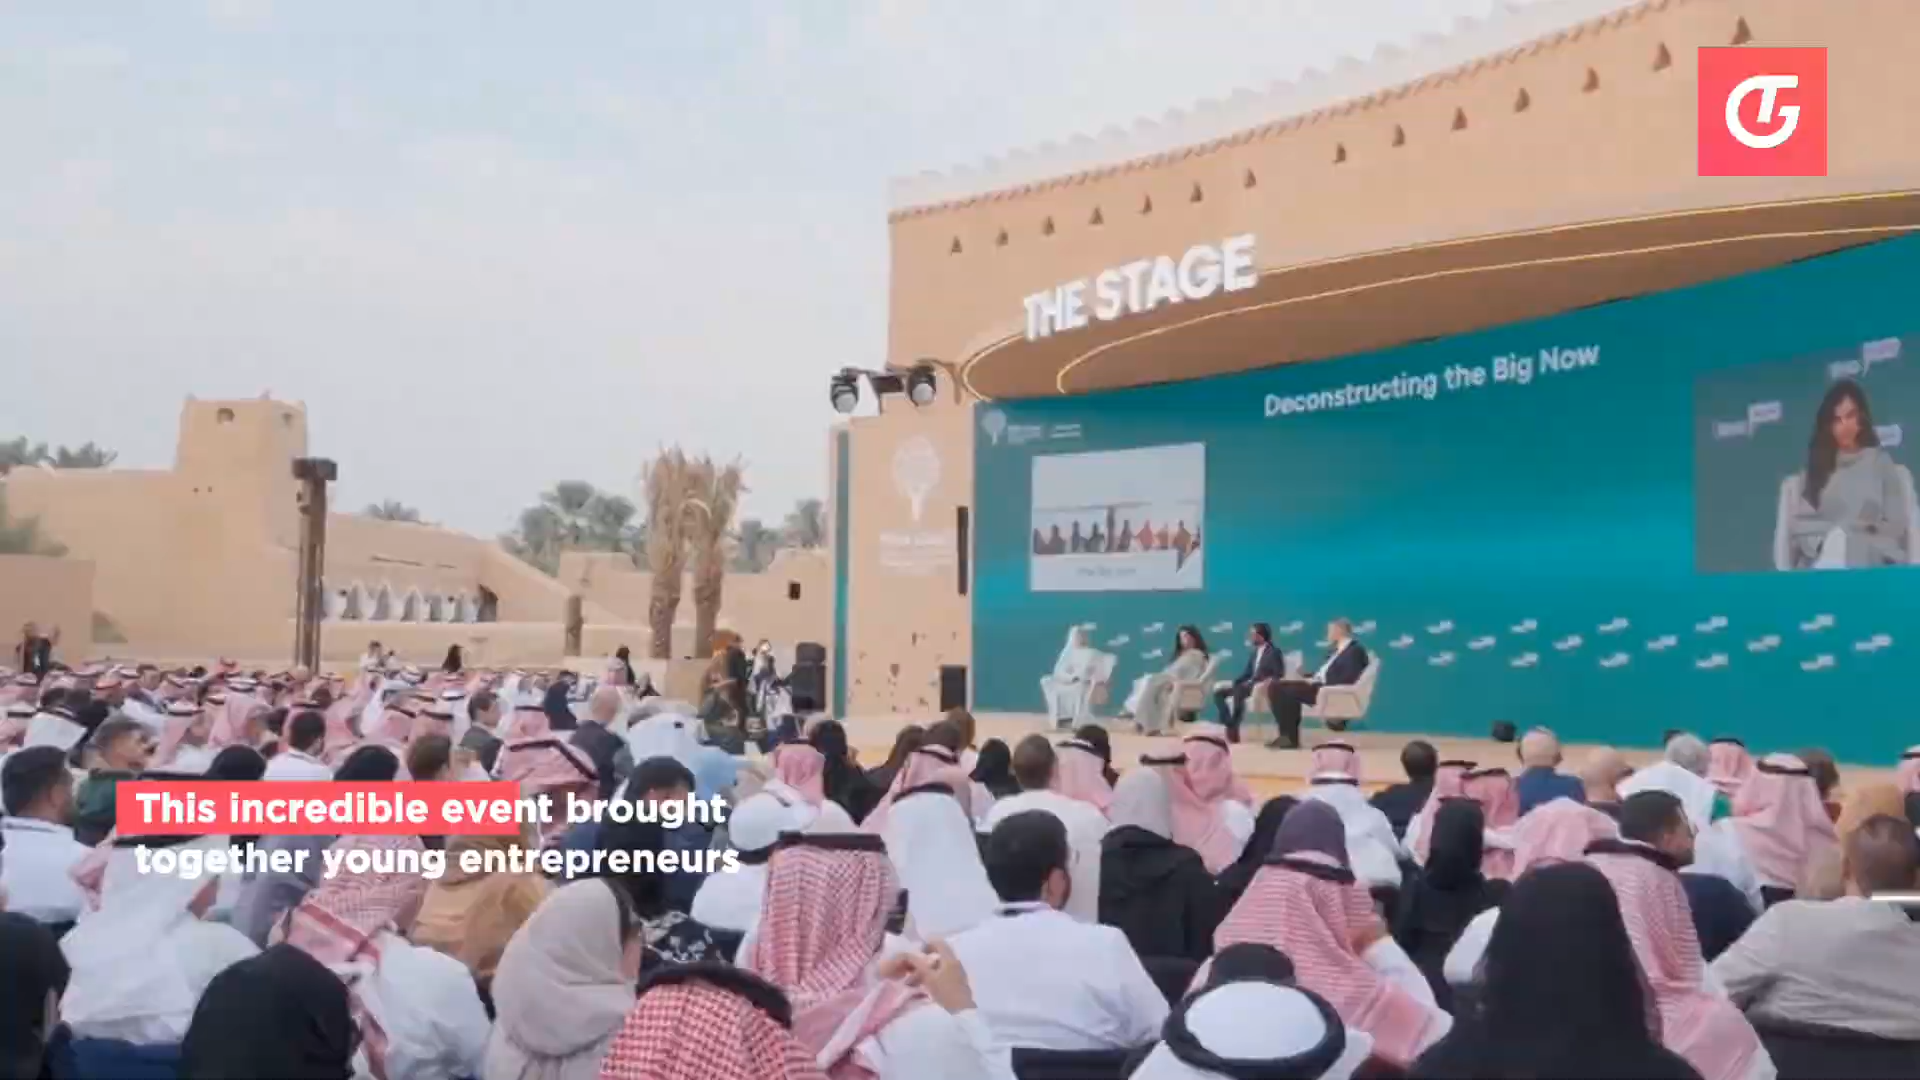 THE STAGE
Deconstructing the Big Now
This incredible event brought
together young entrepreneurs